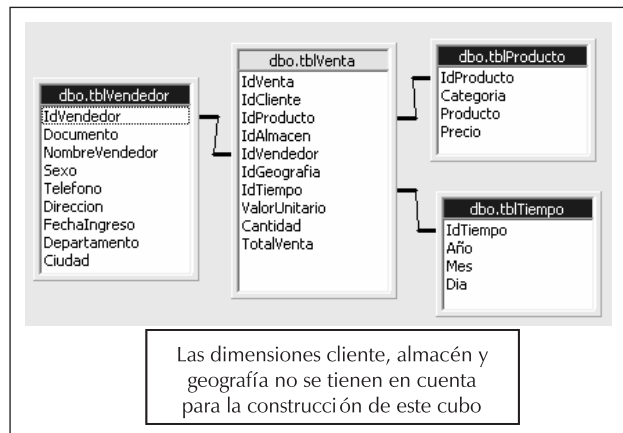 dbo.tblVendedor
IdVendedor
Documento
NombreVendedor
Sexo
Telefono
Direccion
FechaIngreso
Departamento
Ciudad
dbo.tblVenta
IdVenta
IdCliente
IdProducto
IdAlmacen
IdVendedor
IdGeografia
IdTiempo
ValorUnitario
Cantidad
TotalVenta
dbo.tblProducto
IdProducto
Categoria
Producto
Precio
dbo.tblTiempo
IdTiempo
Año
Mes
Dia
Las dimensiones cliente, almacén y
geografía no se tienen en cuenta
para la construcción de este cubo